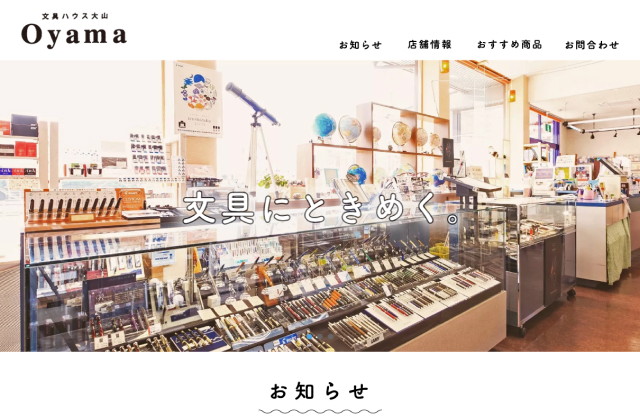 文具ハウス大山
Oyama
お知らせ
店舗情報
おすすめ商品
お問合わせ
文具にときめく。
お知らせ